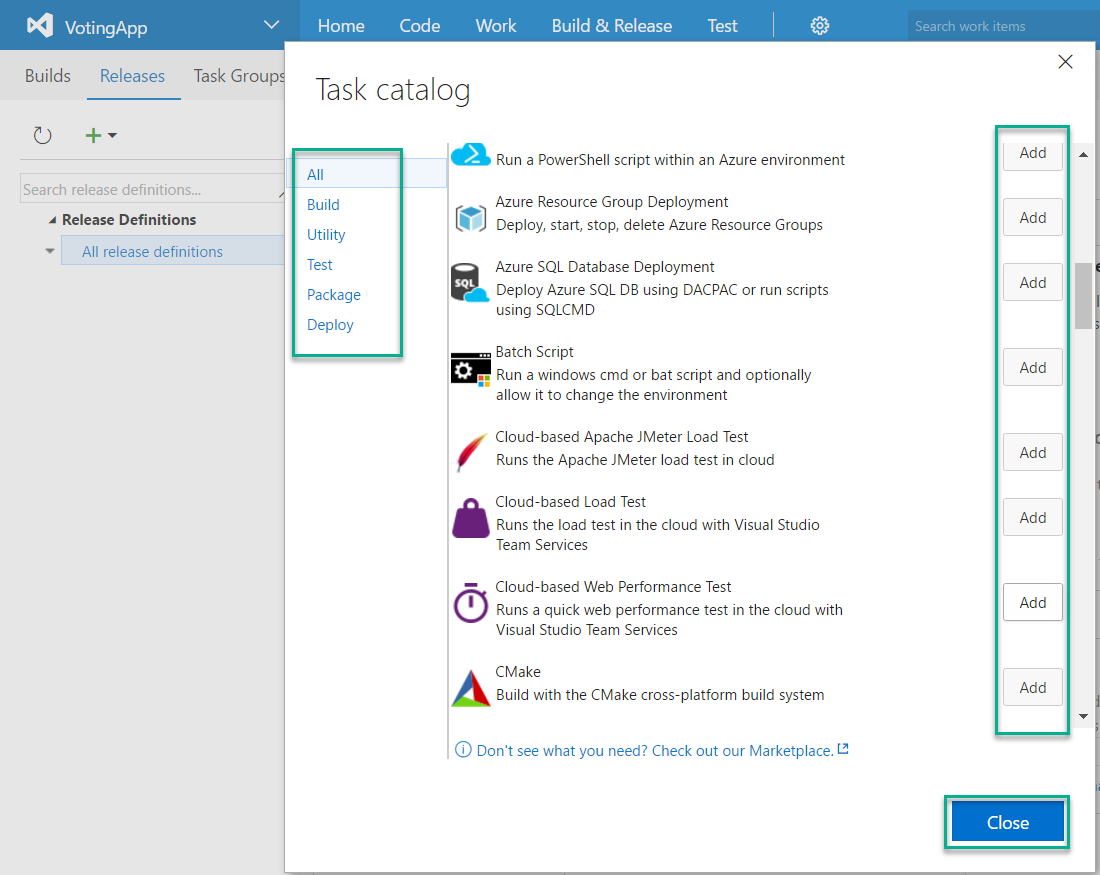 VotingApp
Home Code Work Build & Release Test
Search work items
Builds Releases Task Groups
Search release definitions...
Release Definitions
All release definitions
Task catalog
All
Build
Utility
Test
Package
Deploy
Run a PowerShell script within an Azure environment
Add
Azure Resource Group Deployment
Deploy, start, stop, delete Azure Resource Groups
Add
SQL
Azure SQL Database Deployment
Deploy Azure SQL DB using DACPAC or run scripts
using SQLCMD
Add
Batch Script
Run a windows cmd or bat script and optionally
allow it to change the environment
Add
Cloud-based Apache JMeter Load Test
Runs the Apache JMeter load test in cloud
Add
Cloud-based Load Test
Runs the load test in the cloud with Visual Studio
Team Services
Add
Cloud-based Web Performance Test
Runs a quick web performance test in the cloud with
Visual Studio Team Services
Add
CMake
Build with the CMake cross-platform build system
Add
Don't see what you need? Check out our Marketplace.
Close